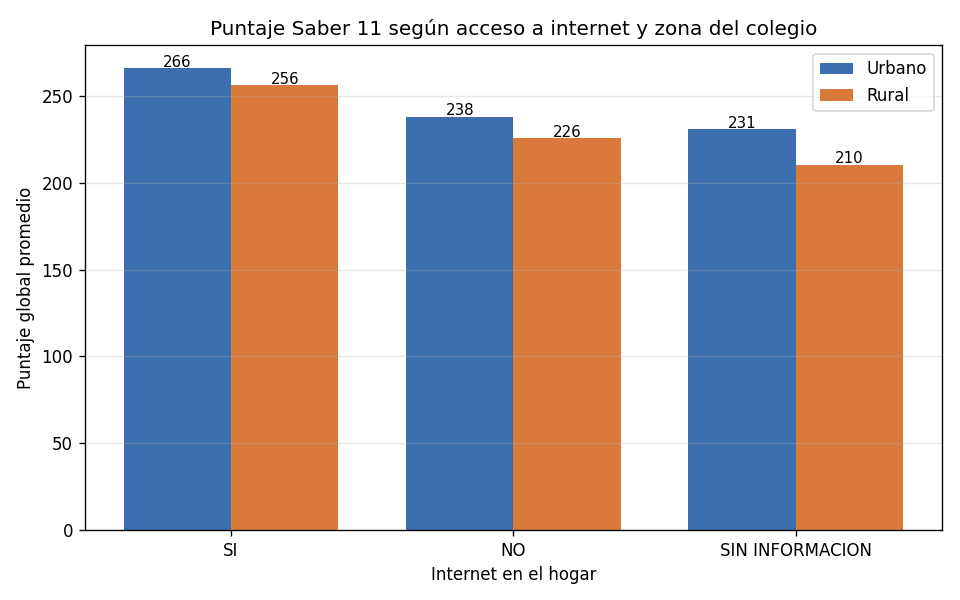 Puntaje Saber 11 según acceso a internet y zona del colegio
Urbano
Rural
266
256
238
226
231
210
250
200
150
100
50
0
Puntaje global promedio
SI
NO
SIN INFORMACION
Internet en el hogar